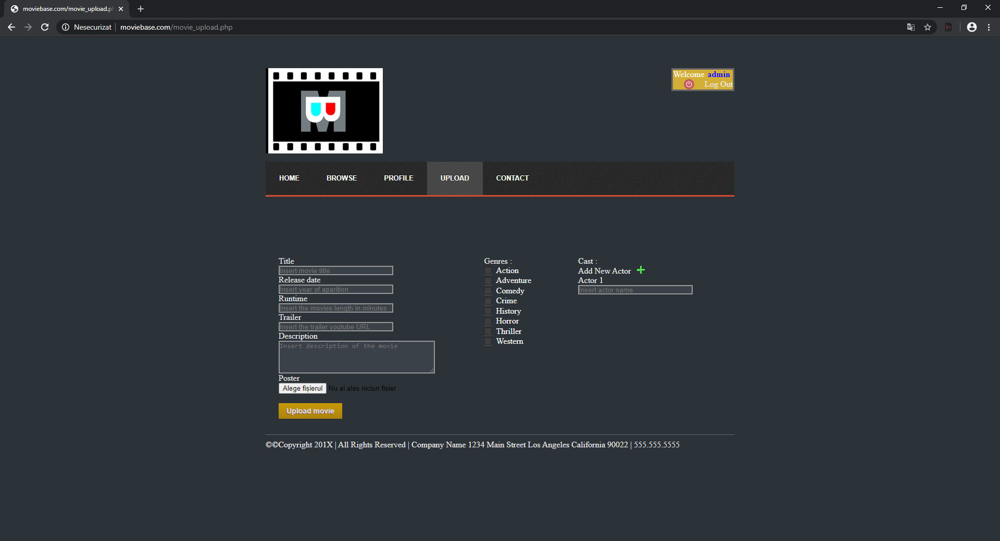 moviebase.com/movie_upload.ph
Nesecurizat moviebase.com/movie_upload.php
MB
Welcome admin
Log Out
HOME BROWSE PROFILE UPLOAD CONTACT
Title
Insert movie title
Release date
Insert year of aparition
Runtime
Insert the movies length in minutes
Trailer
Insert the trailer youtube URL
Description
Insert description of the movie
Poster
Alege fișierul Nu ai ales niciun fișier
Upload movie
Genres :
Action
Adventure
Comedy
Crime
History
Horror
Thriller
Western
Cast :
Add New Actor
Actor 1
Insert actor name
©©Copyright 201X | All Rights Reserved | Company Name 1234 Main Street Los Angeles California 90022 | 555.555.5555